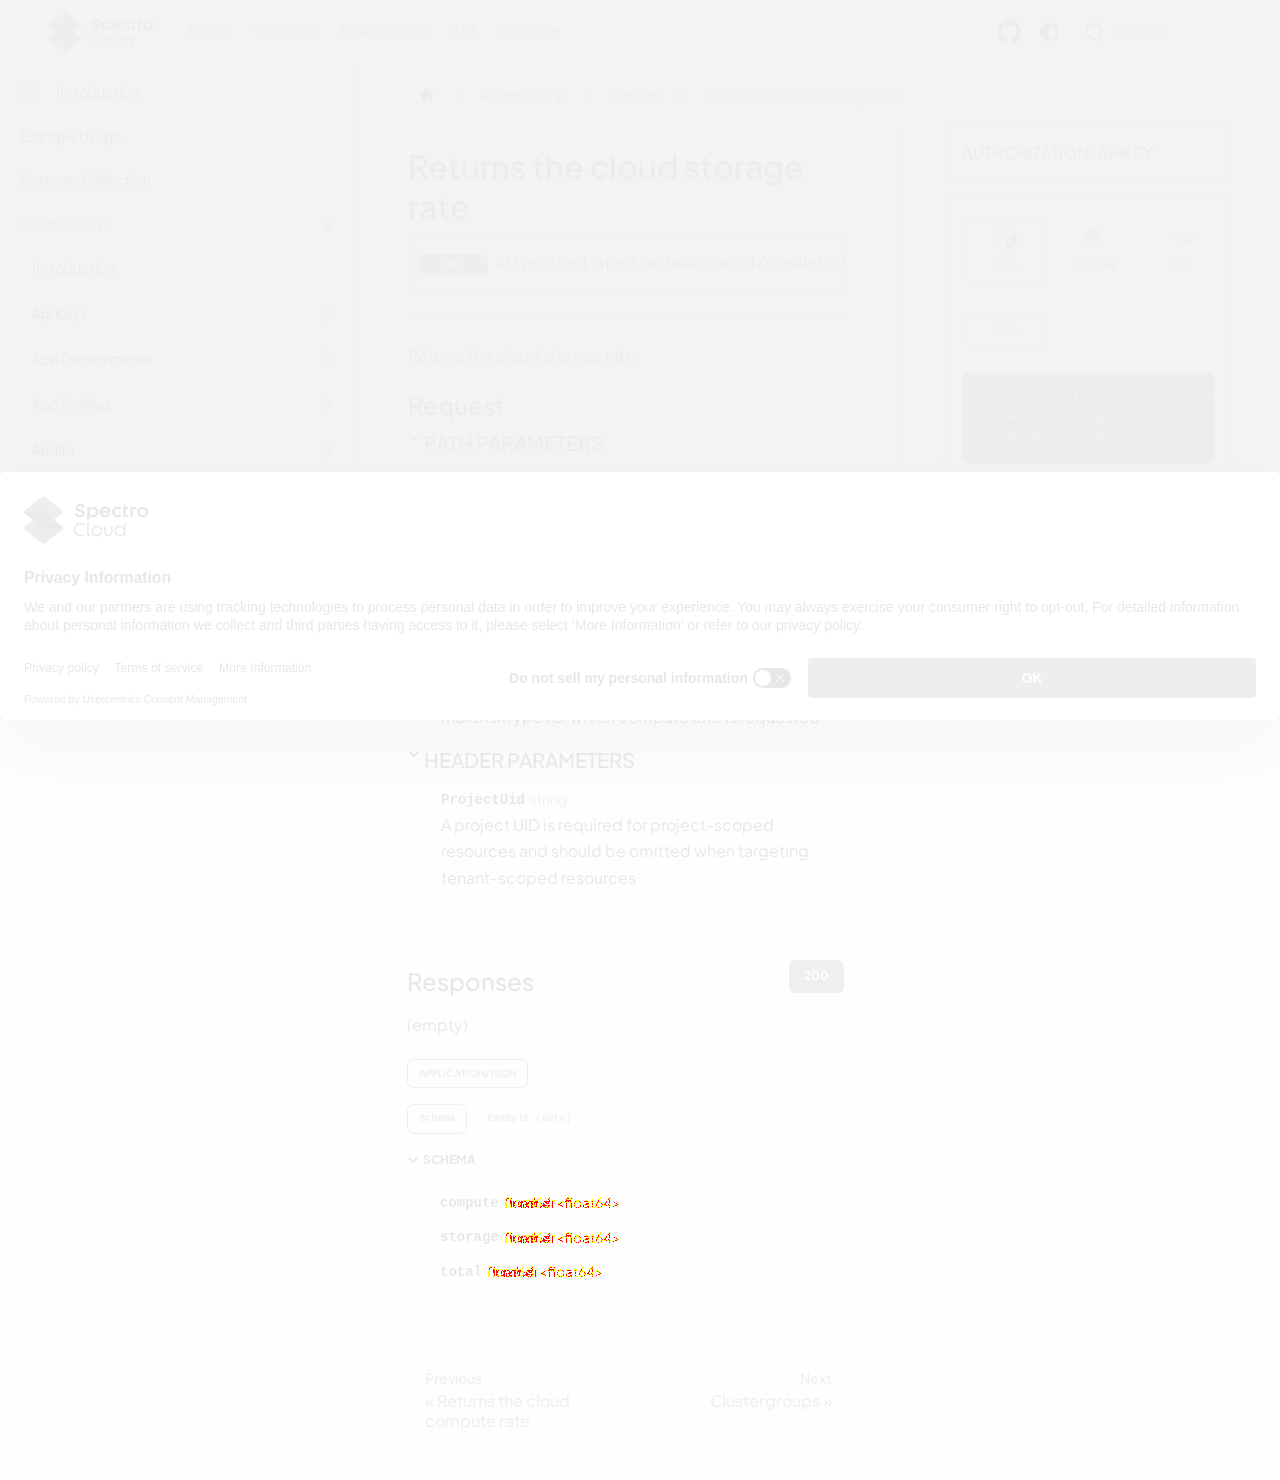 Spectro
Cloud
Docs
Tutorials
Downloads
API
latest
Search
Introduction
Example Usage
Postman Collection
Palette API V1
Introduction
Api Keys
App Deployments
App Profiles
Audits
Palette API V1
Clouds
Returns the cloud storage rate
Returns the cloud storage
rate
GET
https://api.spectrocloud.com/v1/clouds/:cl
Returns the cloud storage rate
Request
PATH PARAMETERS
AUTHORIZATION: APIKEY
CURL
PYTHON
GO
CURL
Spectro
Cloud
Privacy Information
We and our partners are using tracking technologies to process personal data in order to improve your experience. You may always exercise your consumer right to opt-out. For detailed information
about personal information we collect and third parties having access to it, please select ‘More Information’ or refer to our privacy policy.
Privacy policy
Terms of service
More Information
Powered by Usercentrics Consent Management
Do not sell my personal information
OK
maxDiskType for which compute rate is requested
HEADER PARAMETERS
ProjectUid string
A project UID is required for project-scoped
resources and should be omitted when targeting
tenant-scoped resources
Responses
200
(empty)
APPLICATION/JSON
Schema
Example (auto)
SCHEMA
compute <float64>
storage <float64>
total <float64>
Previous
« Returns the cloud
compute rate
Next
Clustergroups »